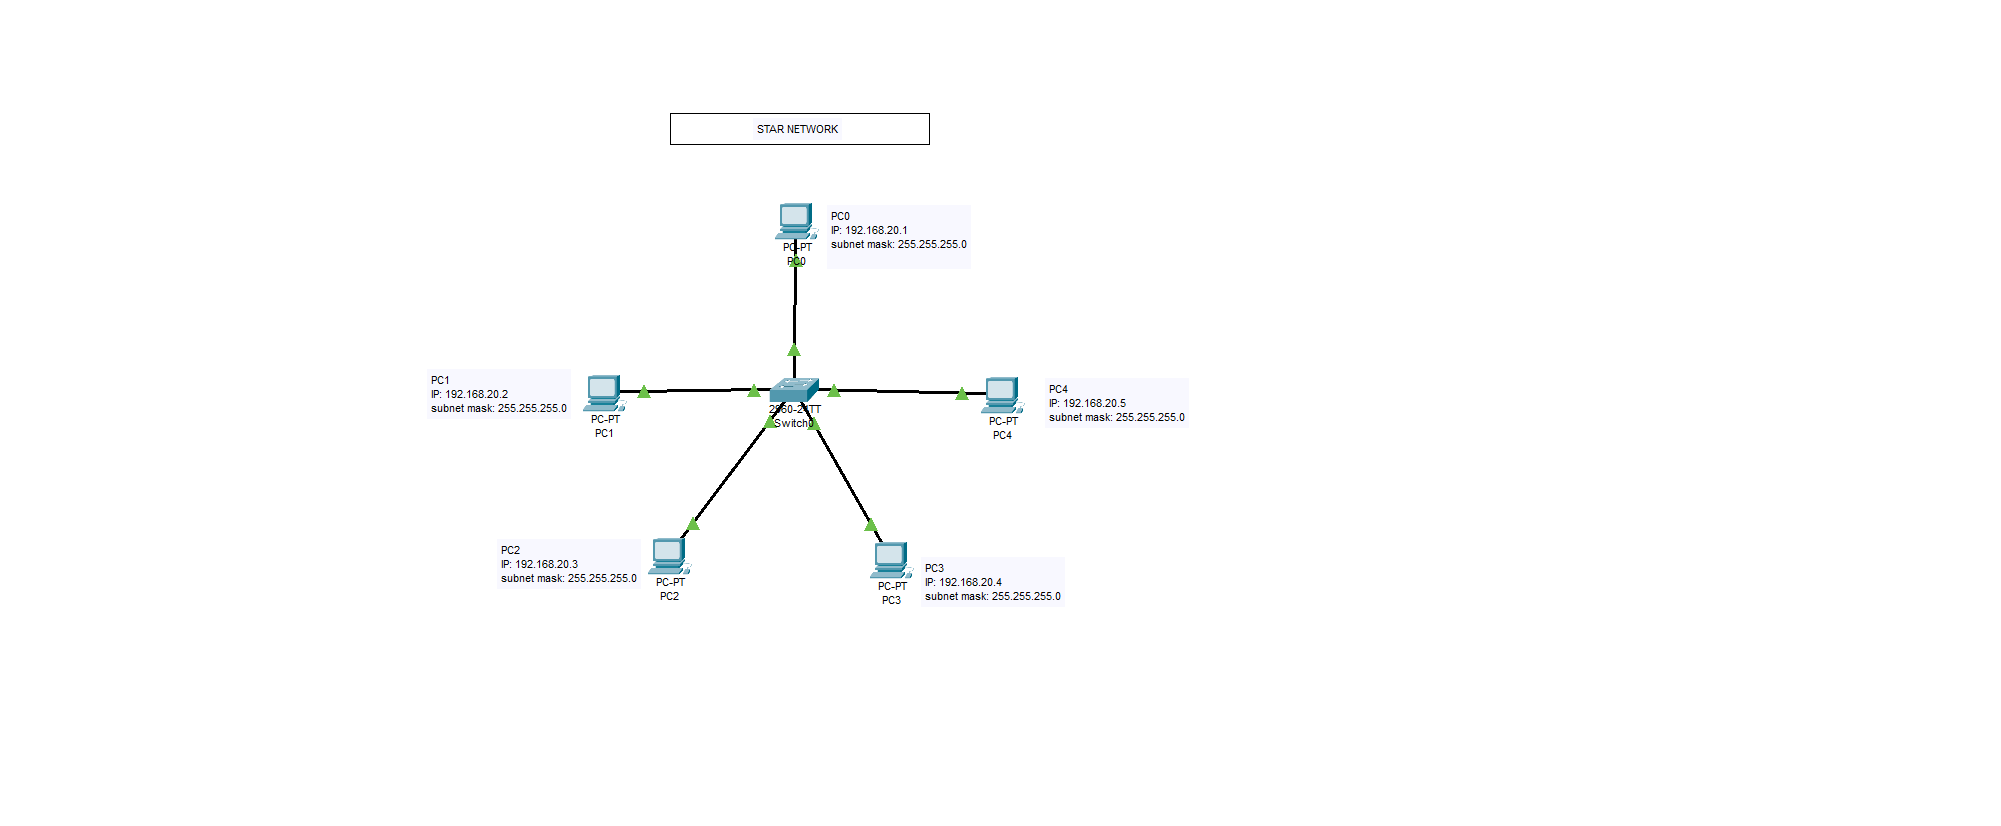 STAR NETWORK
PC0
IP: 192.168.20.1
subnet mask: 255.255.255.0
PC-PT
PC0
PC1
IP: 192.168.20.2
subnet mask: 255.255.255.0
PC-PT
PC1
2960-24TT
Switch0
PC4
IP: 192.168.20.5
subnet mask: 255.255.255.0
PC-PT
PC4
PC2
IP: 192.168.20.3
subnet mask: 255.255.255.0
PC-PT
PC2
PC3
IP: 192.168.20.4
subnet mask: 255.255.255.0
PC-PT
PC3